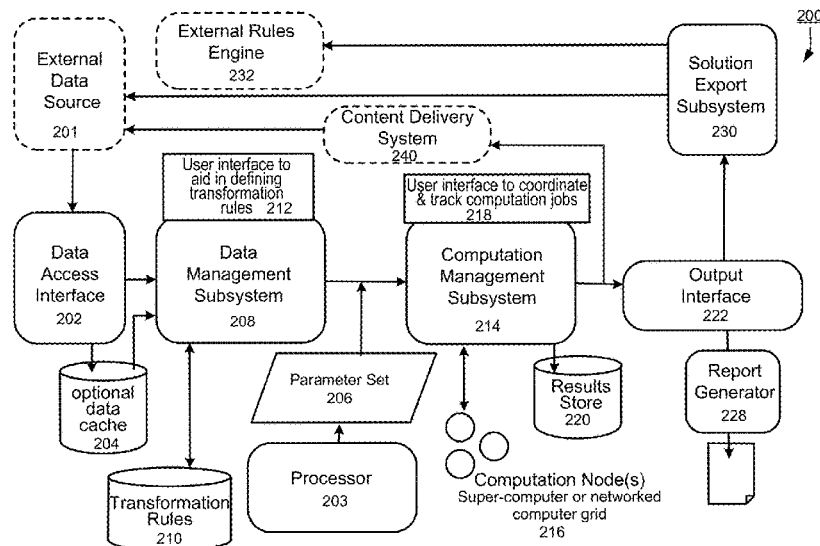 200
External
Data
Source
201
External Rules
Engine
232
Solution
Export
Subsystem
230
Content Delivery
System
240
User interface to
aid in defining
transformation
rules 212
User interface to coordinate
& track computation jobs
218
Data
Access
Interface
202
Data
Management
Subsystem
208
Computation
Management
Subsystem
214
Output
Interface
222
optional
data
cache
204
Parameter Set
206
Results
Store
220
Report
Generator
228
Transformation
Rules
210
Processor
203
Computation Node(s)
Super-computer or networked
computer grid
216